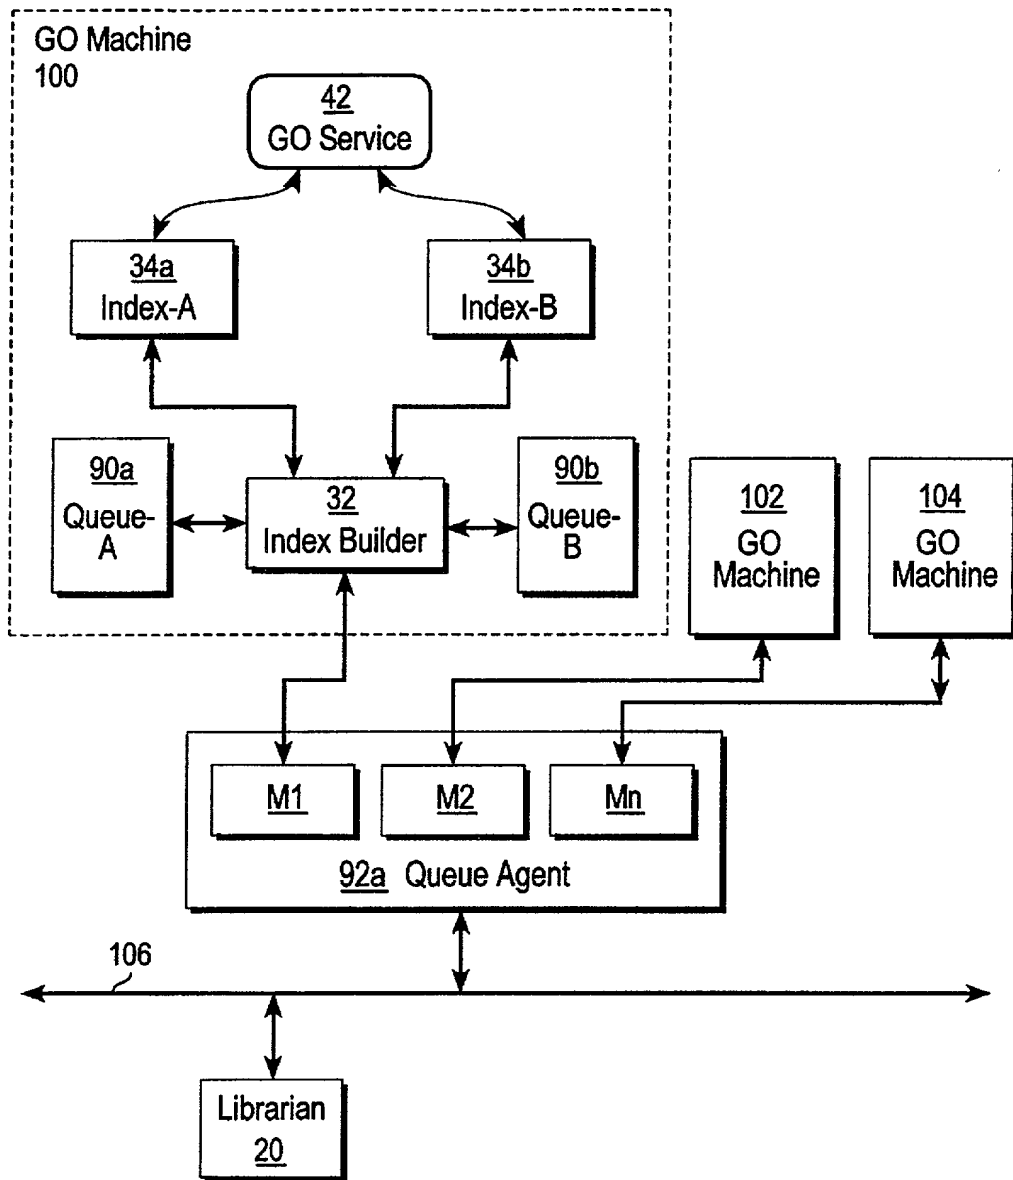 GO Machine
100
42
GO Service
34a
Index-A
34b
Index-B
90a
Queue-
A
32
Index Builder
90b
Queue-
B
102
GO
Machine
104
GO
Machine
M1
M2
Mn
92a Queue Agent
106
Librarian
20